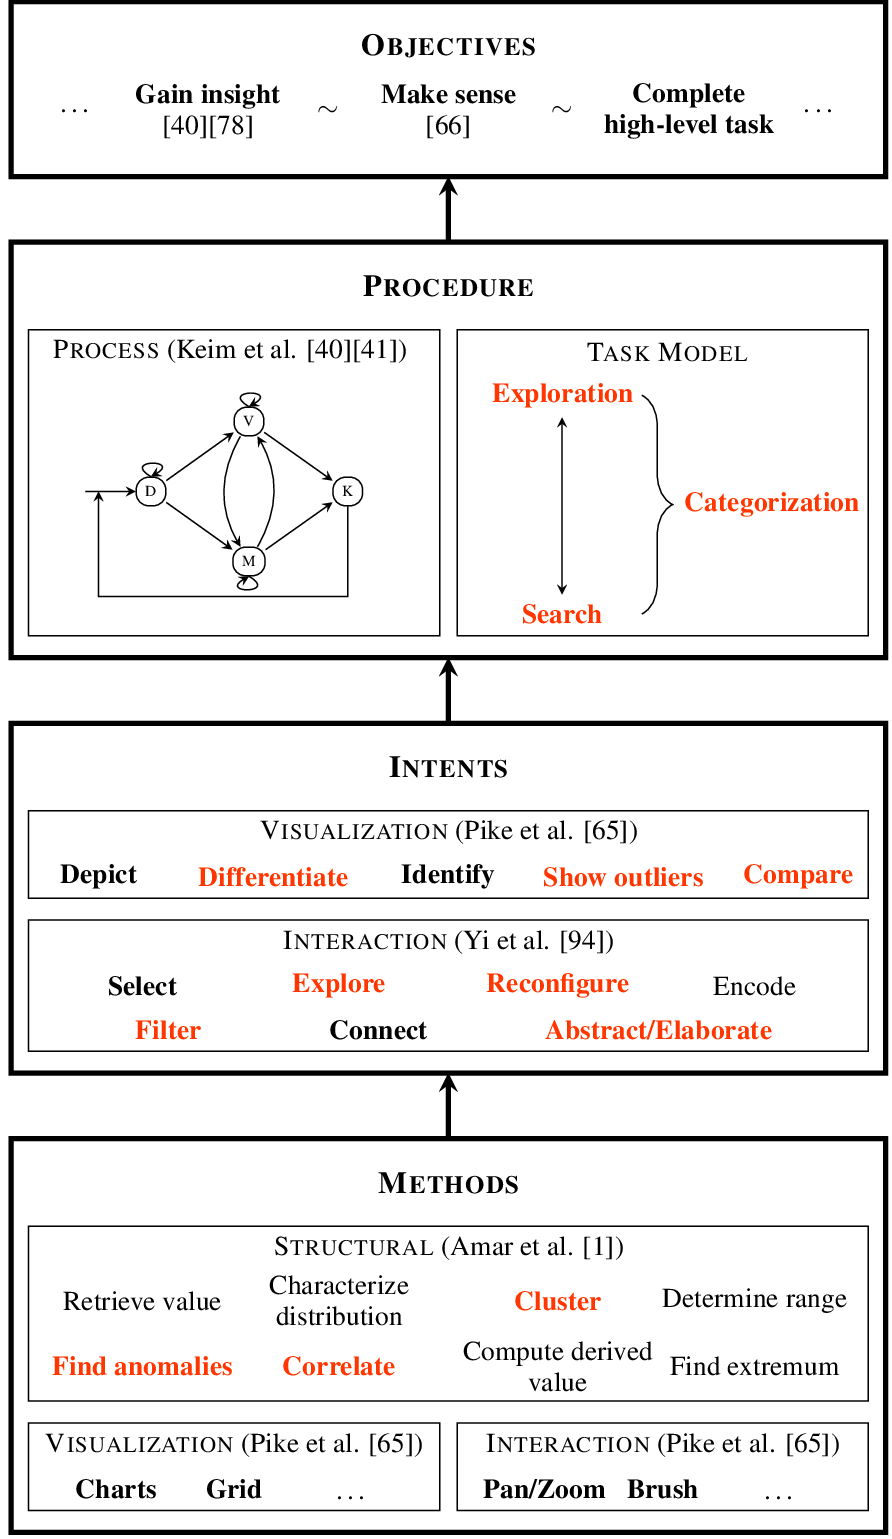 OBJECTIVES
... Gain insight ~ Make sense ~ Complete ...
[40][78] [66] high-level task
PROCEDURE
PROCESS (Keim et al. [40][41])
V
D
K
M
TASK MODEL
Exploration
Categorization
Search
INTENTS
VISUALIZATION (Pike et al. [65])
Depict Differentiate Identify Show outliers Compare
INTERACTION (Yi et al. [94])
Select Explore Reconfigure Encode
Filter Connect Abstract/Elaborate
METHODS
STRUCTURAL (Amar et al. [1])
Retrieve value
Characterize
distribution
Cluster
Determine range
Find anomalies
Correlate
Compute derived
value
Find extremum
VISUALIZATION (Pike et al. [65])
Charts Grid ...
INTERACTION (Pike et al. [65])
Pan/Zoom Brush ...